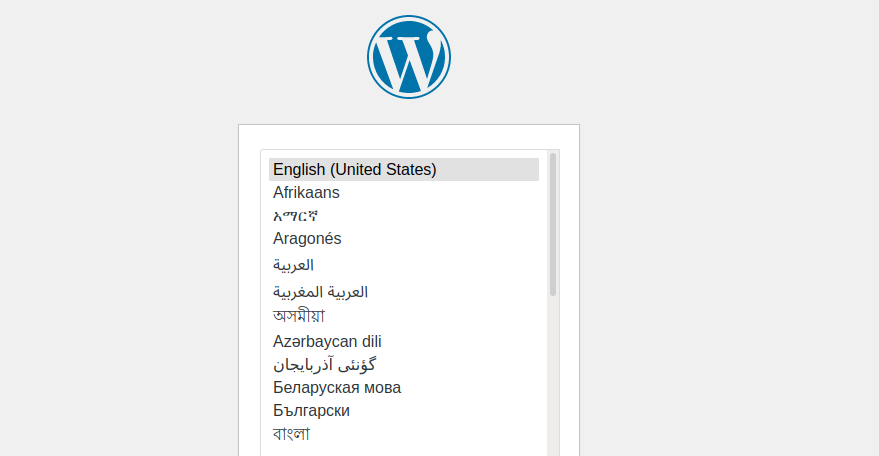 English (United States)
Afrikaans
አማርኛ
Aragonés
العربية
العربية المغربية
অসমীয়া
Azərbaycan dili
گؤنئی آذربایجان
Беларуская мова
Български
বাংলা